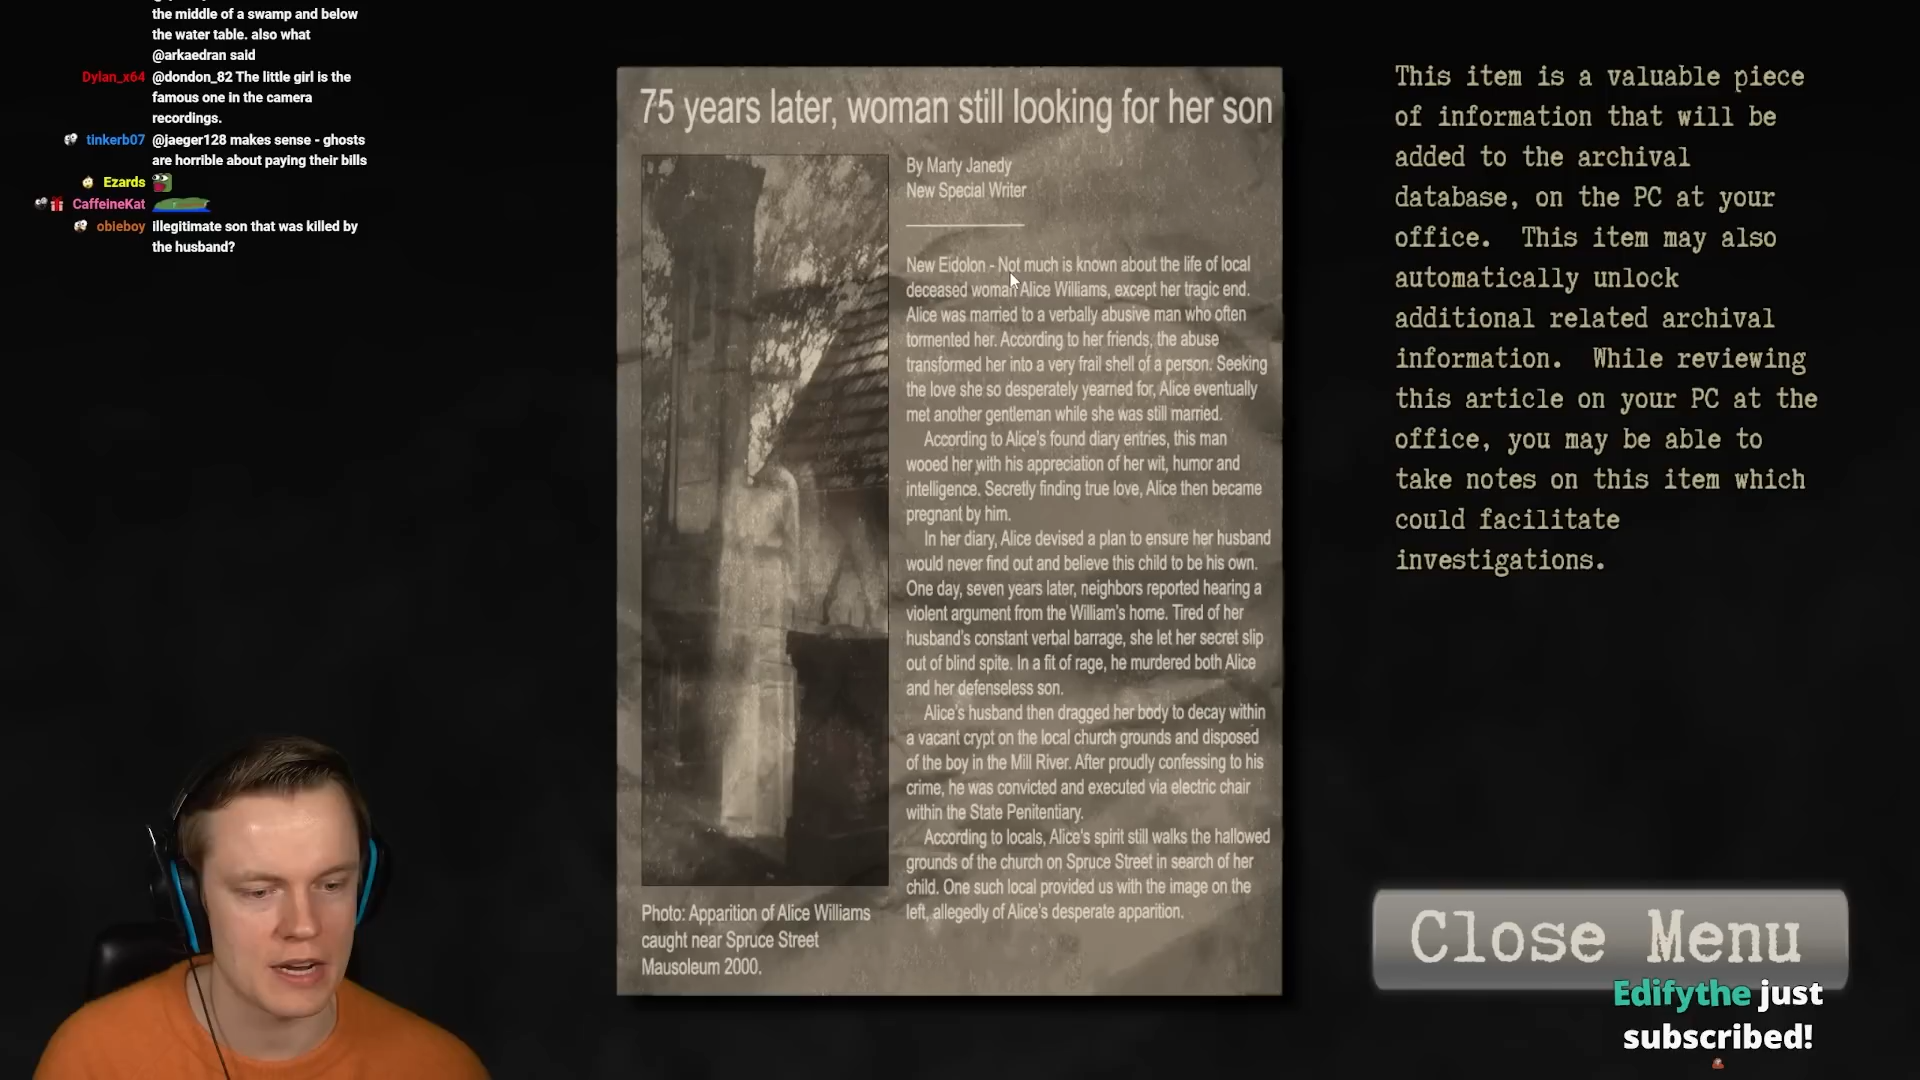 the middle of a swamp and below
the water table. also what
@arkaedran said
Dylan_x64 @dondon_82 The little girl is the
famous one in the camera
recordings.
tinkerb07 @jaeger128 makes sense - ghosts
are horrible about paying their bills
Ezards
CaffeineKat
obieboy illegitimate son that was killed by
the husband?
75 years later, woman still looking for her son
By Marty Janedy
New Special Writer
New Eidolon - Not much is known about the life of local
deceased woman Alice Williams, except her tragic end.
Alice was married to a verbally abusive man who often
tormented her. According to her friends, the abuse
transformed her into a very frail shell of a person. Seeking
the love she so desperately yearned for, Alice eventually
met another gentleman while she was still married.
According to Alice's found diary entries, this man
wooed her with his appreciation of her wit, humor and
intelligence. Secretly finding true love, Alice then became
pregnant by him.
In her diary, Alice devised a plan to ensure her husband
would never find out and believe this child to be his own.
One day, seven years later, neighbors reported hearing a
violent argument from the William's home. Tired of her
husband's constant verbal barrage, she let her secret slip
out of blind spite. In a fit of rage, he murdered both Alice
and her defenseless son.
Alice's husband then dragged her body to decay within
a vacant crypt on the local church grounds and disposed
of the boy in the Mill River. After proudly confessing to his
crime, he was convicted and executed via electric chair
within the State Penitentiary.
According to locals, Alice's spirit still walks the hallowed
grounds of the church on Spruce Street in search of her
child. One such local provided us with the image on the
left, allegedly of Alice's desperate apparition.
Photo: Apparition of Alice Williams
caught near Spruce Street
Mausoleum 2000.
This item is a valuable piece
of information that will be
added to the archival
database, on the PC at your
office. This item may also
automatically unlock
additional related archival
information. While reviewing
this article on your PC at the
office, you may be able to
take notes on this item which
could facilitate
investigations.
Close Menu
Edifythe just
subscribed!